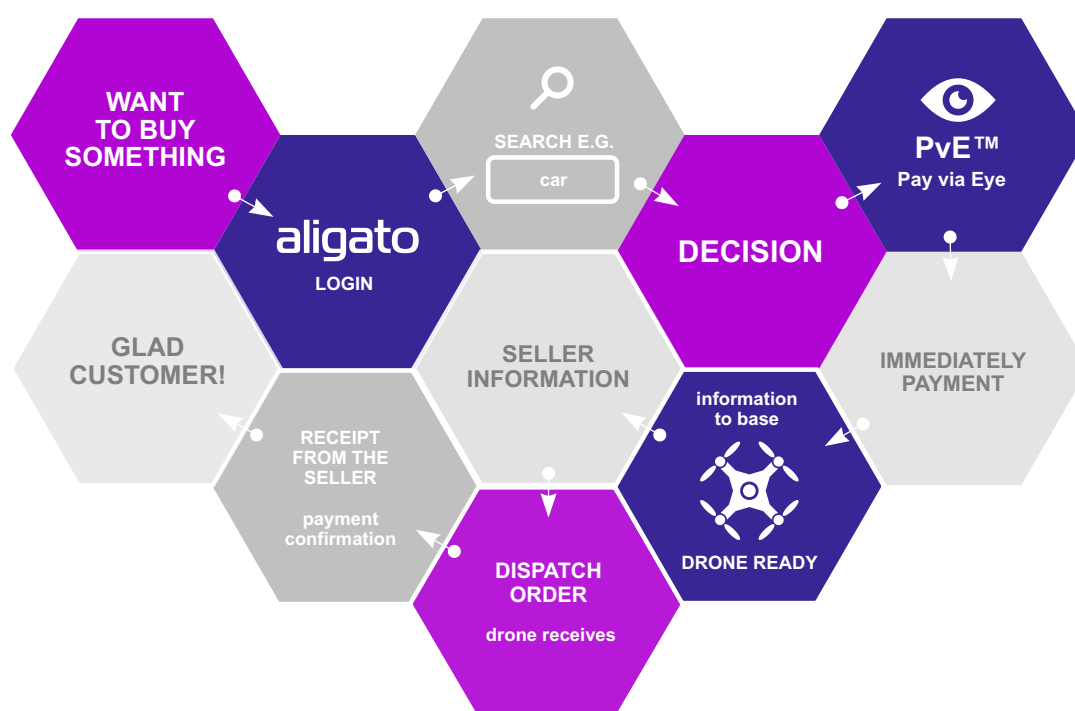 WANT
TO BUY
SOMETHING
aligato
LOGIN
SEARCH E.G.
car
DECISION
PvE™
Pay via Eye
IMMEDIATELY
PAYMENT
information
to base
DRONE READY
SELLER
INFORMATION
DISPATCH
ORDER
drone receives
RECEIPT
FROM THE
SELLER
payment
confirmation
GLAD
CUSTOMER!